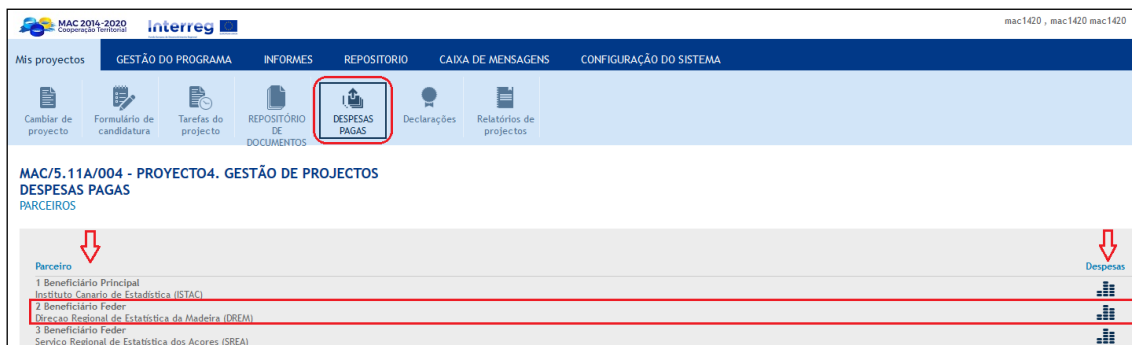 MAC 2014-2020
Cooperação Territorial
Interreg
mac1420 , mac1420 mac1420
Mis proyectos GESTÃO DO PROGRAMA INFORMES REPOSITORIO CAIXA DE MENSAGENS CONFIGURAÇÃO DO SISTEMA
Cambiar de proyecto
Formulário de candidatura
Tarefas do projecto
REPOSITÓRIO DE DOCUMENTOS
DESPESAS PAGAS
Declarações
Relatórios de projectos
MAC/5.11A/004 - PROYECTO4. GESTÃO DE PROJECTOS
DESPESAS PAGAS
PARCEIROS
Parceiro Despesas
1 Beneficiário Principal
Instituto Canario de Estadística (ISTAC)
2 Beneficiário Feder
Direcao Regional de Estatística da Madeira (DREM)
3 Beneficiário Feder
Serviço Regional de Estatística dos Açores (SREA)